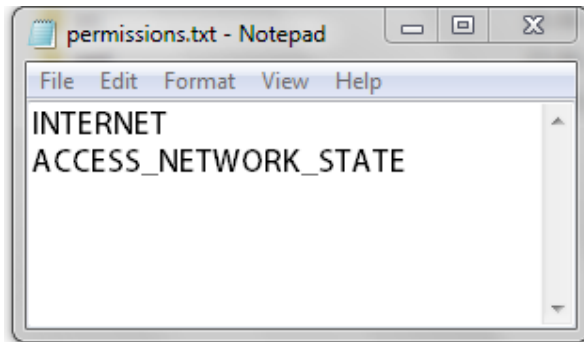 permissions.txt - Notepad
File Edit Format View Help
INTERNET
ACCESS_NETWORK_STATE